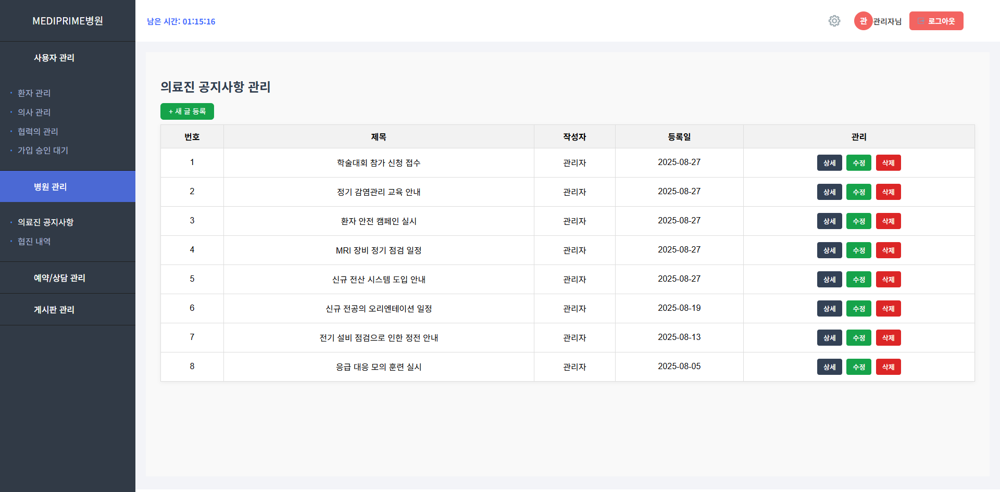 MEDIPRIME병원
사용자 관리
환자 관리
의사 관리
협력의 관리
가입 승인 대기
병원 관리
의료진 공지사항
협진 내역
예약/상담 관리
게시판 관리
남은 시간: 01:15:16
관 관리자님 로그아웃
의료진 공지사항 관리
+ 새 글 등록
번호 제목 작성자 등록일 관리
1 학술대회 참가 신청 접수 관리자 2025-08-27 상세 수정 삭제
2 정기 감염관리 교육 안내 관리자 2025-08-27 상세 수정 삭제
3 환자 안전 캠페인 실시 관리자 2025-08-27 상세 수정 삭제
4 MRI 장비 정기 점검 일정 관리자 2025-08-27 상세 수정 삭제
5 신규 전산 시스템 도입 안내 관리자 2025-08-27 상세 수정 삭제
6 신규 전공의 오리엔테이션 일정 관리자 2025-08-19 상세 수정 삭제
7 전기 설비 점검으로 인한 정전 안내 관리자 2025-08-13 상세 수정 삭제
8 응급 대응 모의 훈련 실시 관리자 2025-08-05 상세 수정 삭제